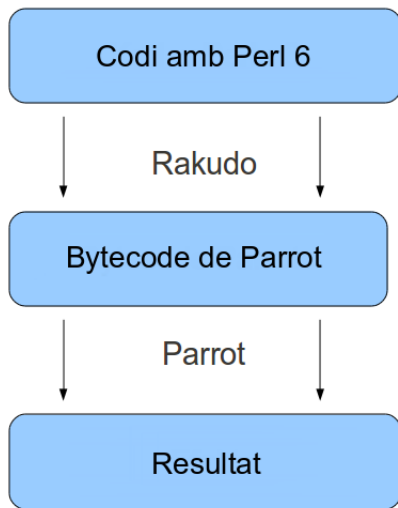 Codi amb Perl 6
Rakudo
Bytecode de Parrot
Parrot
Resultat